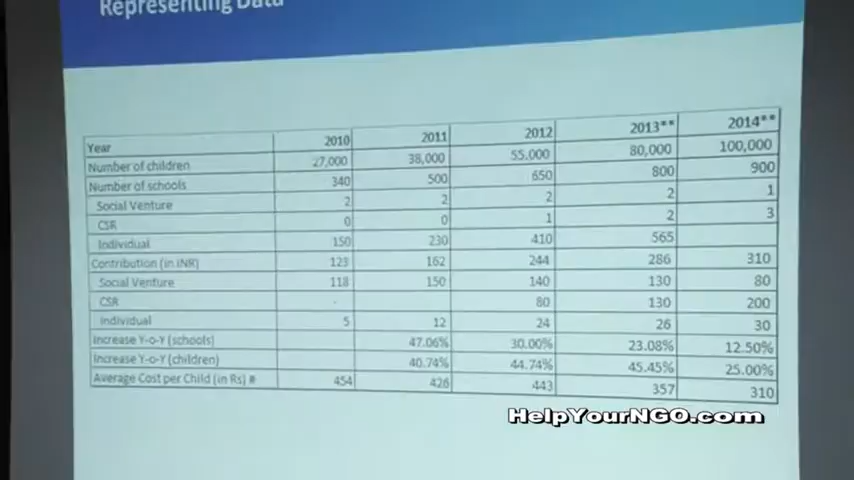 Representing Data
Year 2010 2011 2012 2013** 2014**
Number of children 27,000 38,000 55,000 80,000 100,000
Number of schools 340 500 650 800 900
Social Venture 2 2 2 2 1
CSR 0 0 1 2 3
Individual 150 230 410 565
Contribution (in INR) 123 162 244 286 310
Social Venture 118 150 140 130 80
CSR - 80 130 200
Individual 5 12 24 26 30
Increase Y-o-Y (schools) 47.06% 30.00% 23.08% 12.50%
Increase Y-o-Y (children) 40.74% 44.74% 45.45% 25.00%
Average Cost per Child (in Rs) # 454 426 443 357 310
HelpYourNGO.com